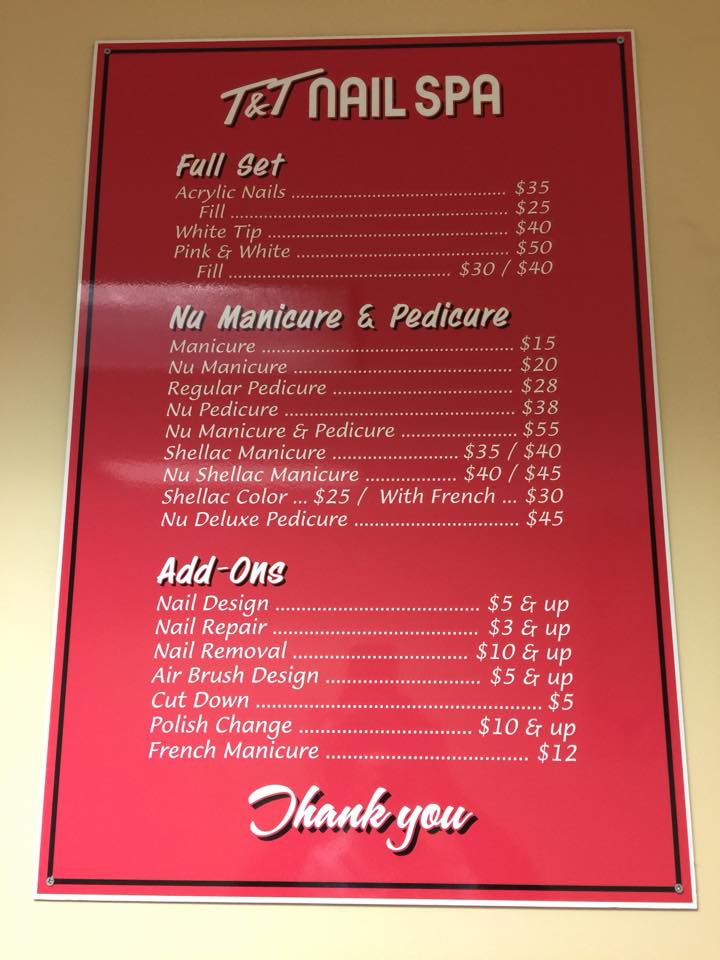 T&T NAIL SPA
Full Set
Acrylic Nails ................................................ $35
Fill ............................................................. $25
White Tip ..................................................... $40
Pink & White ............................................... $50
Fill ................................................ $30 / $40
Nu Manicure & Pedicure
Manicure ...................................................... $15
Nu Manicure ............................................... $20
Regular Pedicure ....................................... $28
Nu Pedicure ................................................. $38
Nu Manicure & Pedicure ......................... $55
Shellac Manicure ........................... $35 / $40
Nu Shellac Manicure .................... $40 / $45
Shellac Color ... $25 / With French ... $30
Nu Deluxe Pedicure ................................... $45
Add-Ons
Nail Design ........................................... $5 & up
Nail Repair ............................................ $3 & up
Nail Removal ..................................... $10 & up
Air Brush Design ................................. $5 & up
Cut Down ............................................................ $5
Polish Change .................................... $10 & up
French Manicure ........................................... $12
Thank you